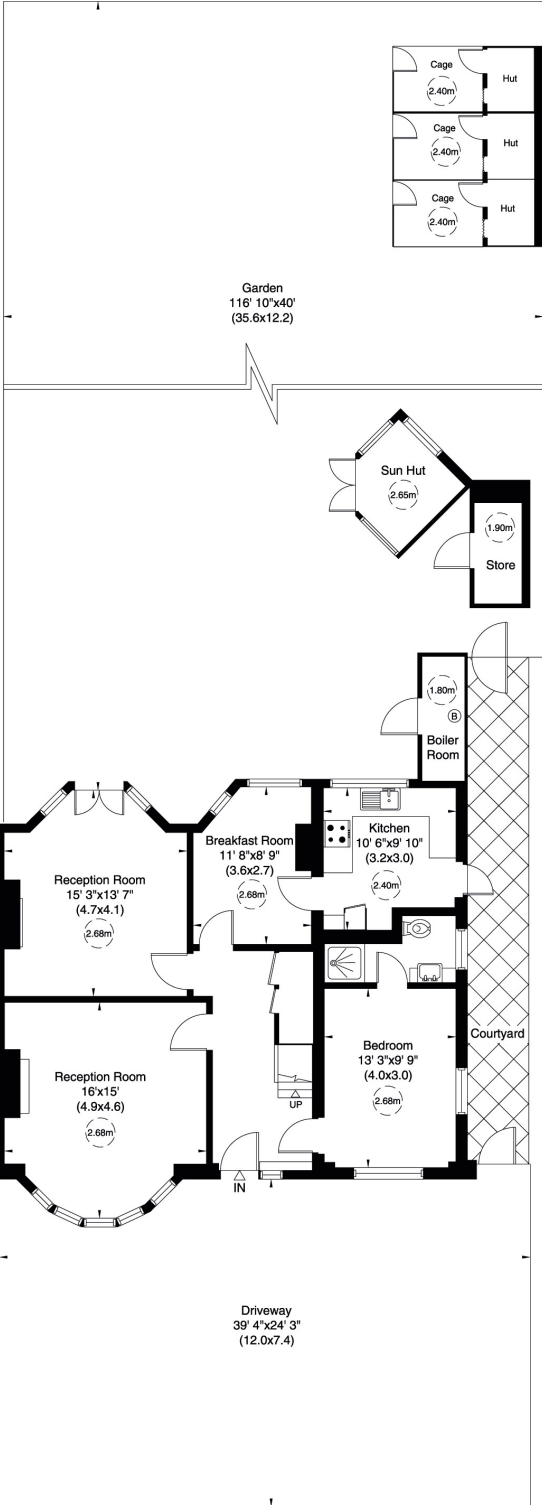 Cage
2.40m
Hut
Cage
2.40m
Hut
Cage
2.40m
Hut
Garden
116' 10"x40'
(35.6x12.2)
Sun Hut
2.65m
1.90m
Store
1.80m
B
Boiler
Room
Breakfast Room
11' 8"x8' 9"
(3.6x2.7)
2.68m
Kitchen
10' 6"x9' 10"
(3.2x3.0)
2.40m
Reception Room
15' 3"x13' 7"
(4.7x4.1)
2.68m
Courtyard
Bedroom
13' 3"x9' 9"
(4.0x3.0)
2.68m
Reception Room
16'x15'
(4.9x4.6)
2.68m
UP
IN
Driveway
39' 4"x24' 3"
(12.0x7.4)